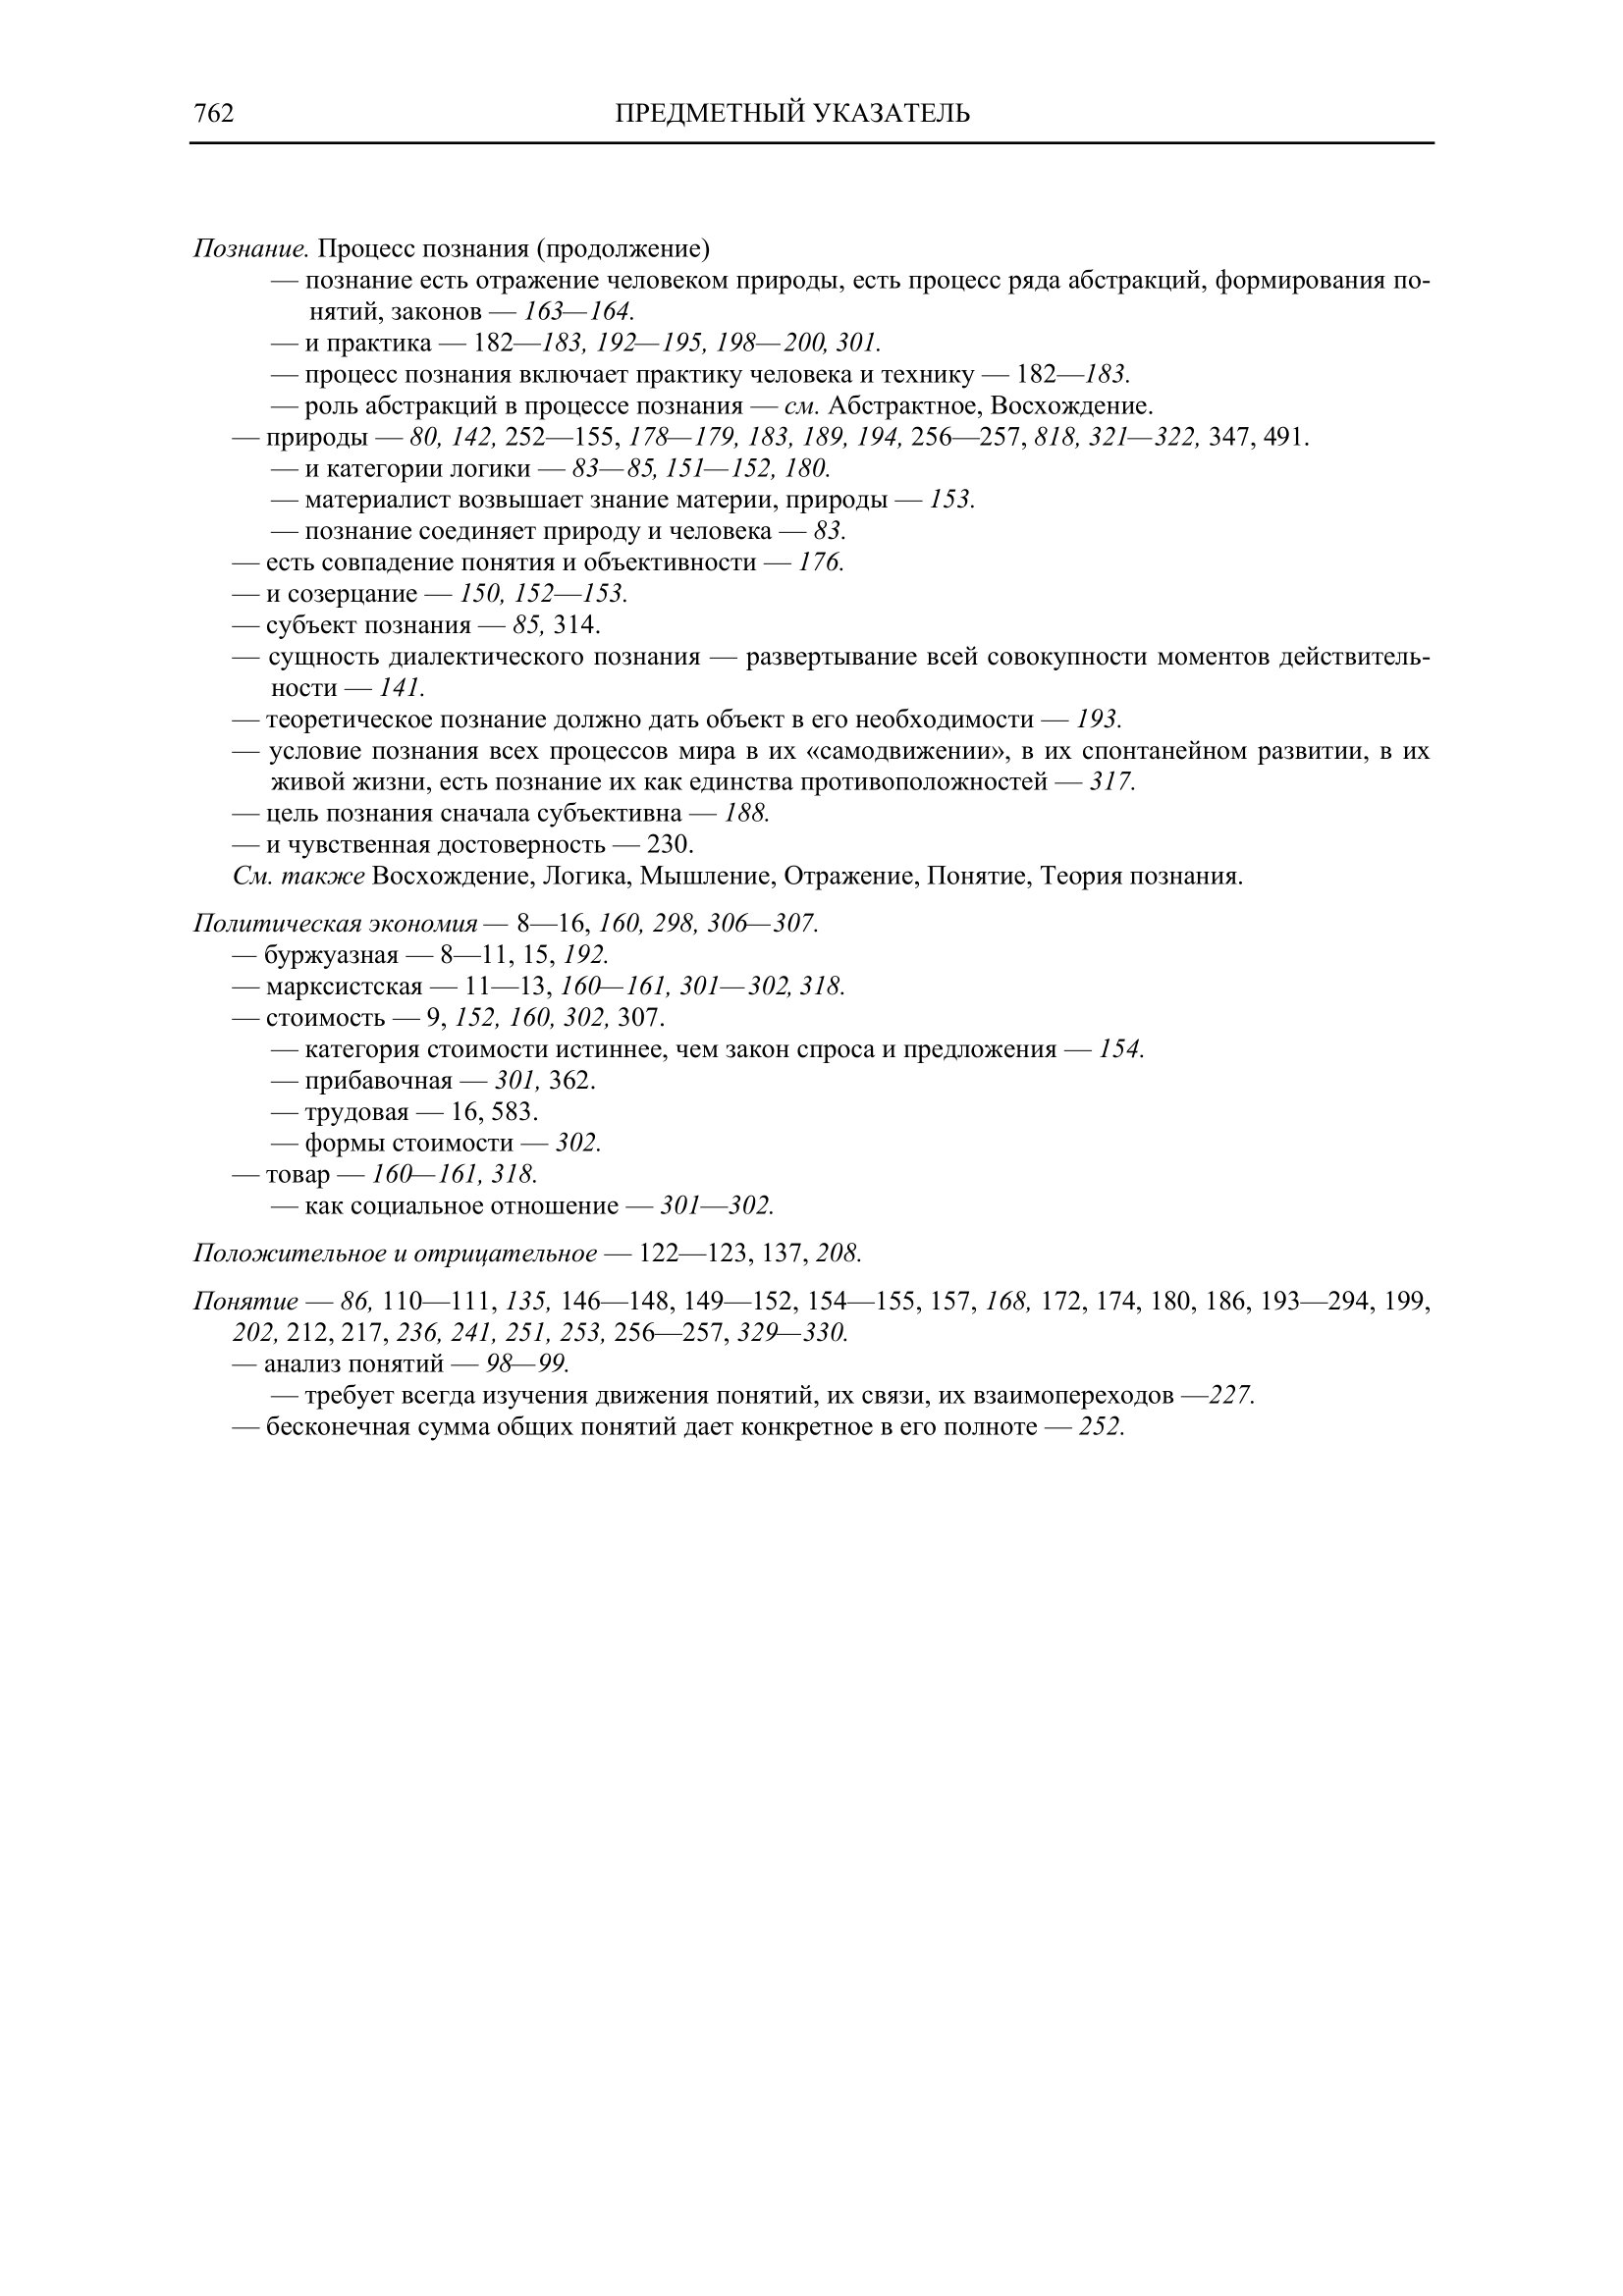 762
ПРЕДМЕТНЫЙ УКАЗАТЕЛЬ
Познание. Процесс познания (продолжение)
— познание есть отражение человеком природы, есть процесс ряда абстракций, формирования по-
нятий, законов — 163—164.
— и практика — 182—183, 192—195, 198—200, 301.
— процесс познания включает практику человека и технику — 182—183.
— роль абстракций в процессе познания — см. Абстрактное, Восхождение.
— природы — 80, 142, 252—155, 178—179, 183, 189, 194, 256—257, 818, 321—322, 347, 491.
— и категории логики — 83—85, 151—152, 180.
— материалист возвышает знание материи, природы — 153.
— познание соединяет природу и человека — 83.
— есть совпадение понятия и объективности — 176.
— и созерцание — 150, 152—153.
— субъект познания — 85, 314.
— сущность диалектического познания — развертывание всей совокупности моментов действитель-
ности — 141.
— теоретическое познание должно дать объект в его необходимости — 193.
— условие познания всех процессов мира в их «самодвижении», в их спонтанейном развитии, в их
живой жизни, есть познание их как единства противоположностей — 317.
— цель познания сначала субъективна — 188.
— и чувственная достоверность — 230.
См. также Восхождение, Логика, Мышление, Отражение, Понятие, Теория познания.
Политическая экономия — 8—16, 160, 298, 306—307.
— буржуазная — 8—11, 15, 192.
— марксистская — 11—13, 160—161, 301—302, 318.
— стоимость — 9, 152, 160, 302, 307.
— категория стоимости истиннее, чем закон спроса и предложения — 154.
— прибавочная — 301, 362.
— трудовая — 16, 583.
— формы стоимости — 302.
— товар — 160—161, 318.
— как социальное отношение — 301—302.
Положительное и отрицательное — 122—123, 137, 208.
Понятие — 86, 110—111, 135, 146—148, 149—152, 154—155, 157, 168, 172, 174, 180, 186, 193—294, 199,
202, 212, 217, 236, 241, 251, 253, 256—257, 329—330.
— анализ понятий — 98—99.
— требует всегда изучения движения понятий, их связи, их взаимопереходов —227.
— бесконечная сумма общих понятий дает конкретное в его полноте — 252.